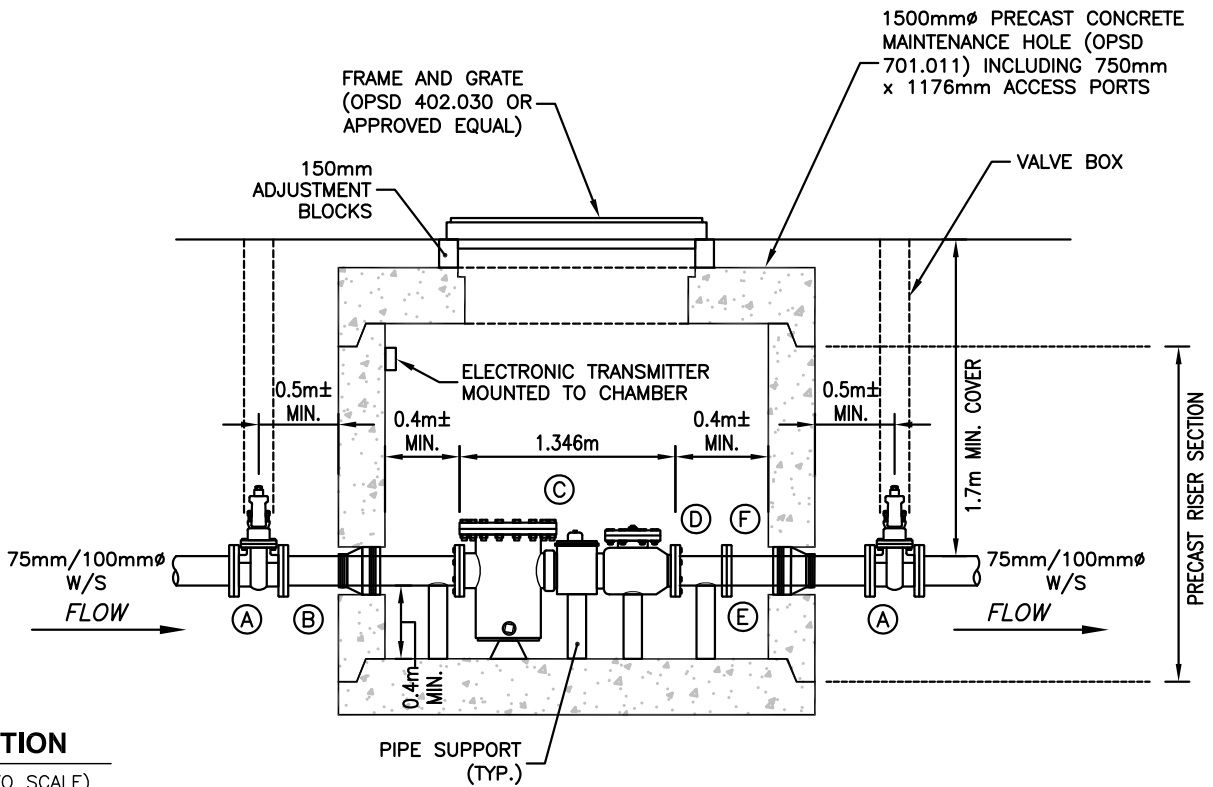 1500mmø PRECAST CONCRETE
MAINTENANCE HOLE (OPSD
701.011) INCLUDING 750mm
x 1176mm ACCESS PORTS
FRAME AND GRATE
(OPSD 402.030 OR
APPROVED EQUAL)
150mm
ADJUSTMENT
BLOCKS
VALVE BOX
ELECTRONIC TRANSMITTER
MOUNTED TO CHAMBER
0.5m±
MIN.
0.4m±
MIN.
1.346m
0.4m±
MIN.
0.5m±
MIN.
1.7m MIN. COVER
PRECAST RISER SECTION
C
D
F
75mm/100mmø
W/S
FLOW
A
B
E
A
75mm/100mmø
W/S
FLOW
0.4m
MIN.
PIPE SUPPORT
(TYP.)
TION
O SCALE)